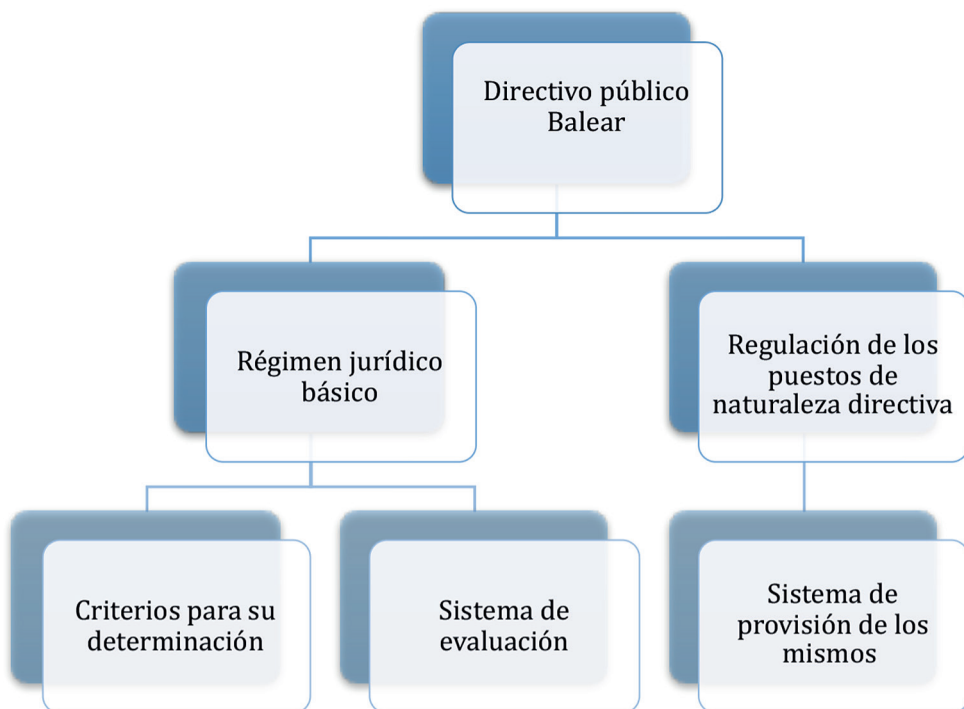 Directivo público
Balear
Régimen jurídico
básico
Regulación de los
puestos de
naturaleza directiva
Criterios para su
determinación
Sistema de
evaluación
Sistema de
provisión de los
mismos